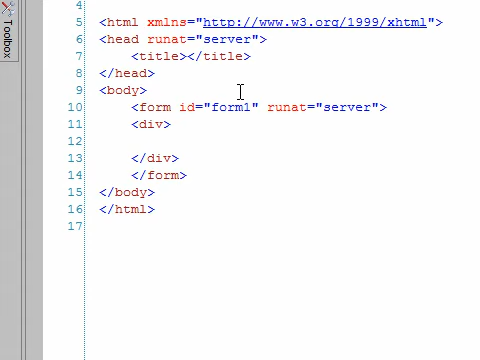 Toolbox
4
5 <html xmlns="http://www.w3.org/1999/xhtml">
6 <head runat="server">
7 <title></title>
8 </head>
9 <body>
10 <form id="form1" runat="server">
11 <div>
12
13 </div>
14 </form>
15 </body>
16 </html>
17